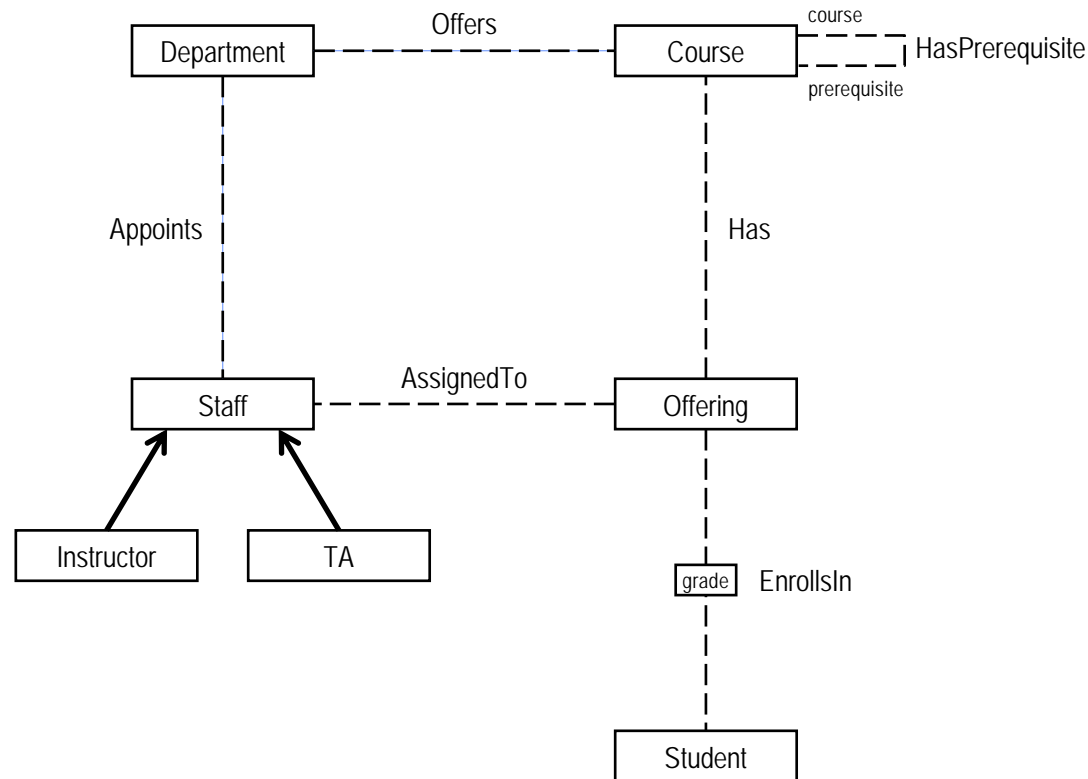 Offers
Department
Course
course
HasPrerequisite
prerequisite
Appoints
Has
AssignedTo
Staff
Offering
Instructor
TA
grade
EnrollsIn
Student